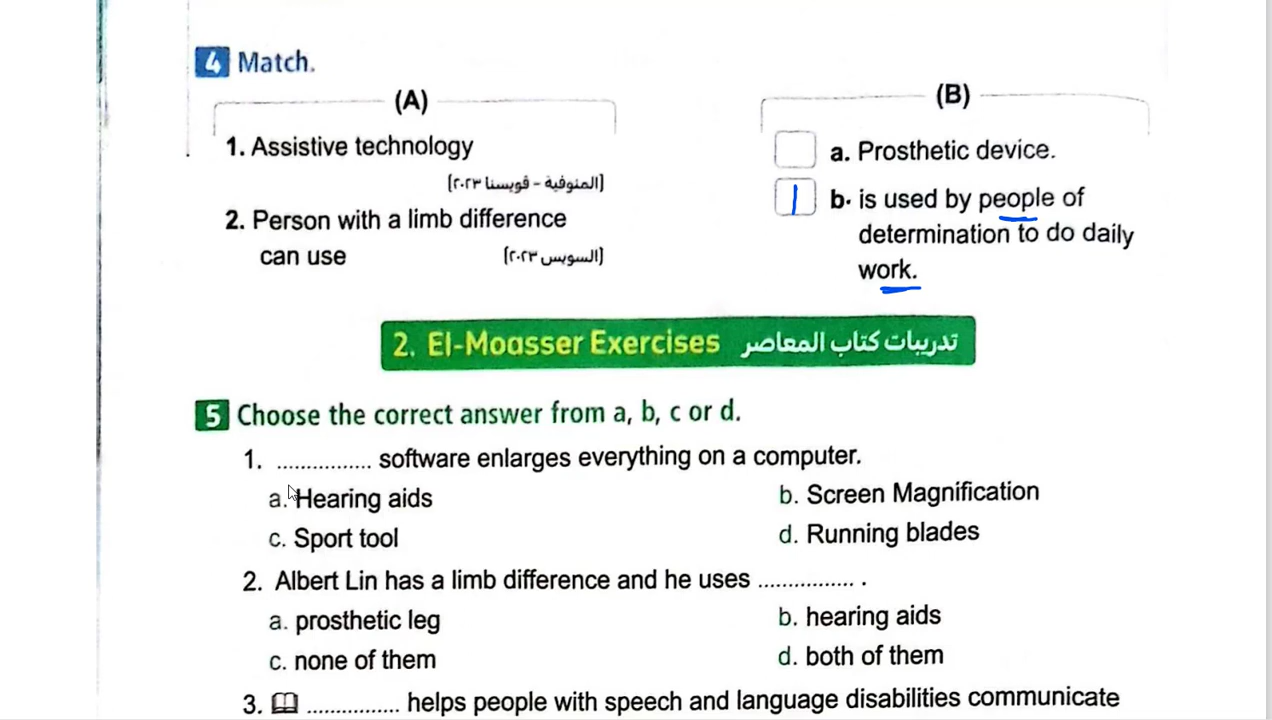 4 Match.
(A) (B)
1. Assistive technology
[المنوفية - قويسنا ٢٠٢٣]
2. Person with a limb difference
can use [السويس ٢٠٢٣]
a. Prosthetic device.
1 b. is used by people of
determination to do daily
work.
2. El-Moasser Exercises تدريبات كتاب المعاصر
5 Choose the correct answer from a, b, c or d.
1. ................ software enlarges everything on a computer.
a. Hearing aids b. Screen Magnification
c. Sport tool d. Running blades
2. Albert Lin has a limb difference and he uses ................ .
a. prosthetic leg b. hearing aids
c. none of them d. both of them
3. ................ helps people with speech and language disabilities communicate